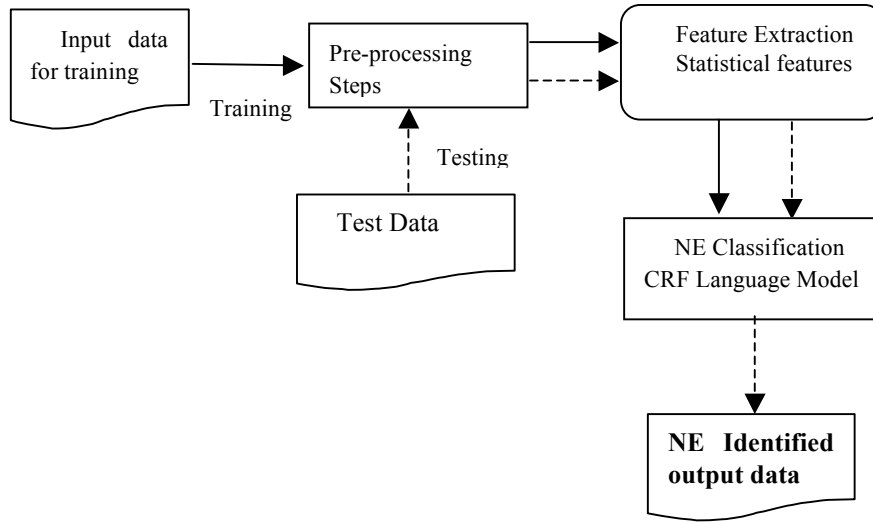 Input data
for training
Training
Pre-processing
Steps
Feature Extraction
Statistical features
Testing
Test Data
NE Classification
CRF Language Model
NE Identified
output data